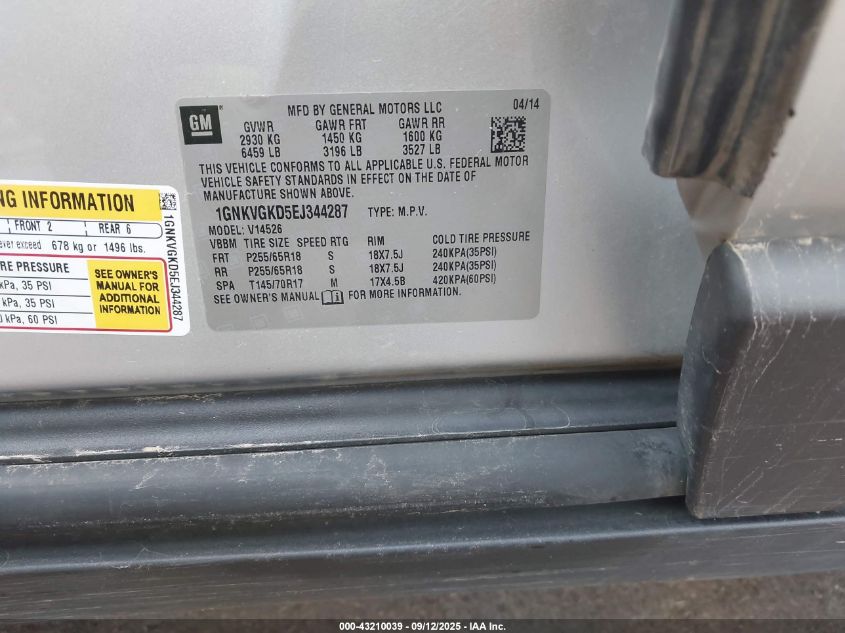 MFD BY GENERAL MOTORS LLC 04/14
GM
GVWR GAWR FRT GAWR RR
2930 KG 1450 KG 1600 KG
6459 LB 3196 LB 3527 LB
THIS VEHICLE CONFORMS TO ALL APPLICABLE U.S. FEDERAL MOTOR
VEHICLE SAFETY STANDARDS IN EFFECT ON THE DATE OF
MANUFACTURE SHOWN ABOVE.
1GNKVGKD5EJ344287 TYPE: M.P.V.
MODEL: V14526
VBBM TIRE SIZE SPEED RTG RIM COLD TIRE PRESSURE
FRT P255/65R18 S 18X7.5J 240KPA(35PSI)
RR P255/65R18 S 18X7.5J 240KPA(35PSI)
SPA T145/70R17 M 17X4.5B 420KPA(60PSI)
SEE OWNER'S MANUAL FOR MORE INFORMATION.
INFORMATION
FRONT 2 REAR 6
exceed 678 kg or 1496 lbs.
PRESSURE
kPa, 35 PSI
kPa, 35 PSI
kPa, 60 PSI
SEE OWNER'S
MANUAL FOR
ADDITIONAL
INFORMATION
1GNKVGKD5EJ344287
000-43210039 - 09/12/2025 - IAA Inc.